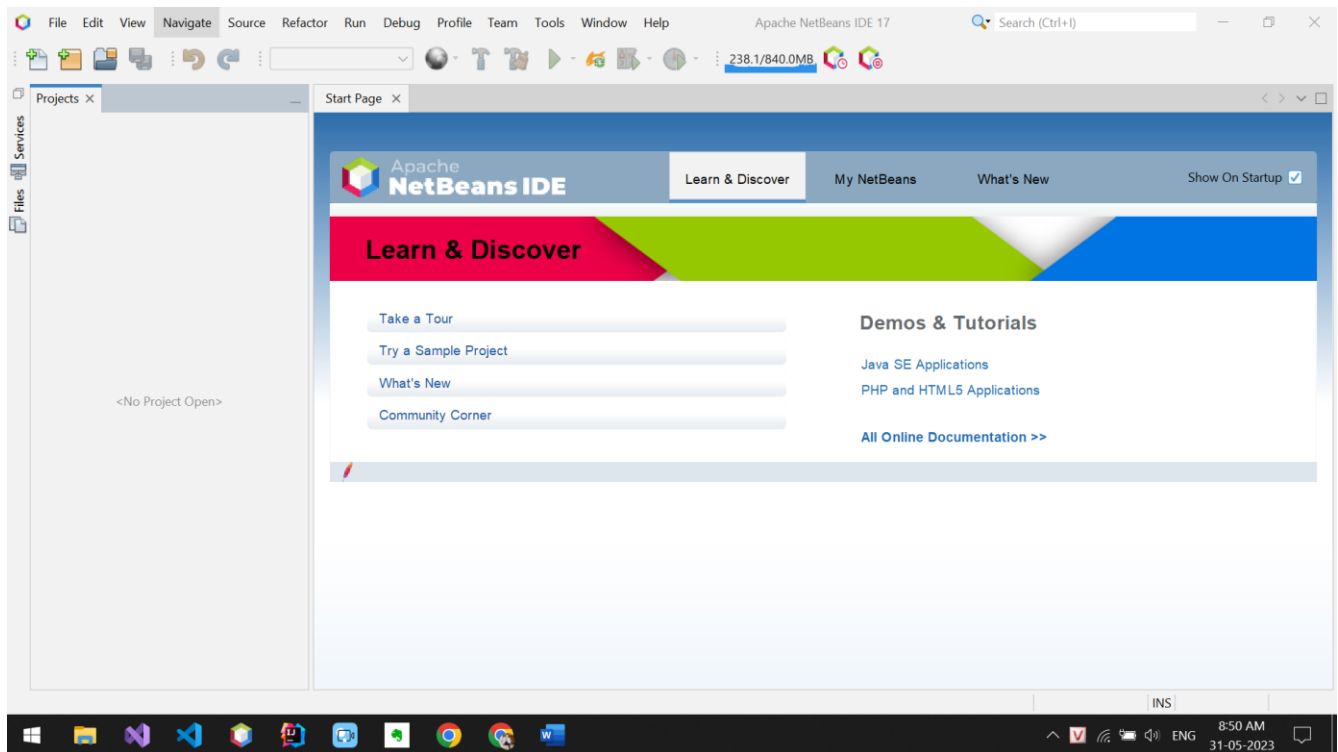 File Edit View Navigate Source Refactor Run Debug Profile Team Tools Window Help Apache NetBeans IDE 17 Search (Ctrl+I)
238.1/840.0MB
Projects Start Page
Services
Files
Apache
NetBeans IDE
Learn & Discover My NetBeans What's New Show On Startup
Learn & Discover
Take a Tour
Try a Sample Project
What's New
Community Corner
Demos & Tutorials
Java SE Applications
PHP and HTML5 Applications
All Online Documentation >>
<No Project Open>
INS
W V ENG 8:50 AM
31-05-2023